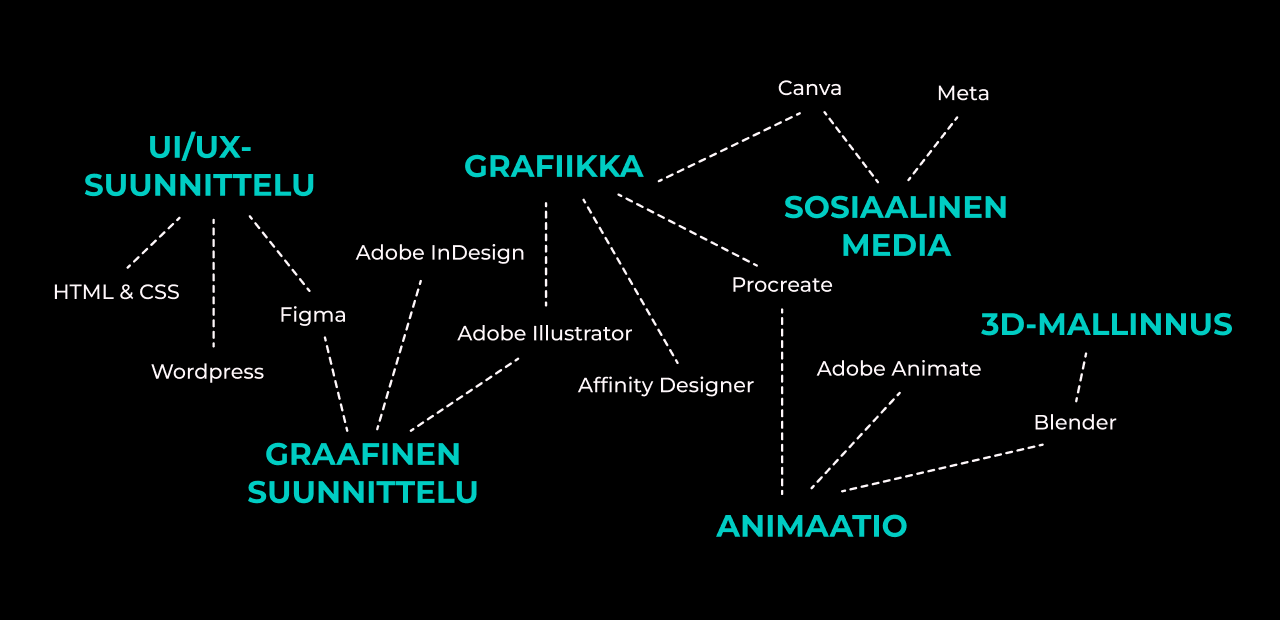 Canva
Meta
UI/UX-
SUUNNITTELU
GRAFIIKKA
SOSIAALINEN
MEDIA
Adobe InDesign
HTML & CSS
Procreate
Figma
Adobe Illustrator
3D-MALLINNUS
Wordpress
Affinity Designer
Adobe Animate
Blender
GRAAFINEN
SUUNNITTELU
ANIMAATIO